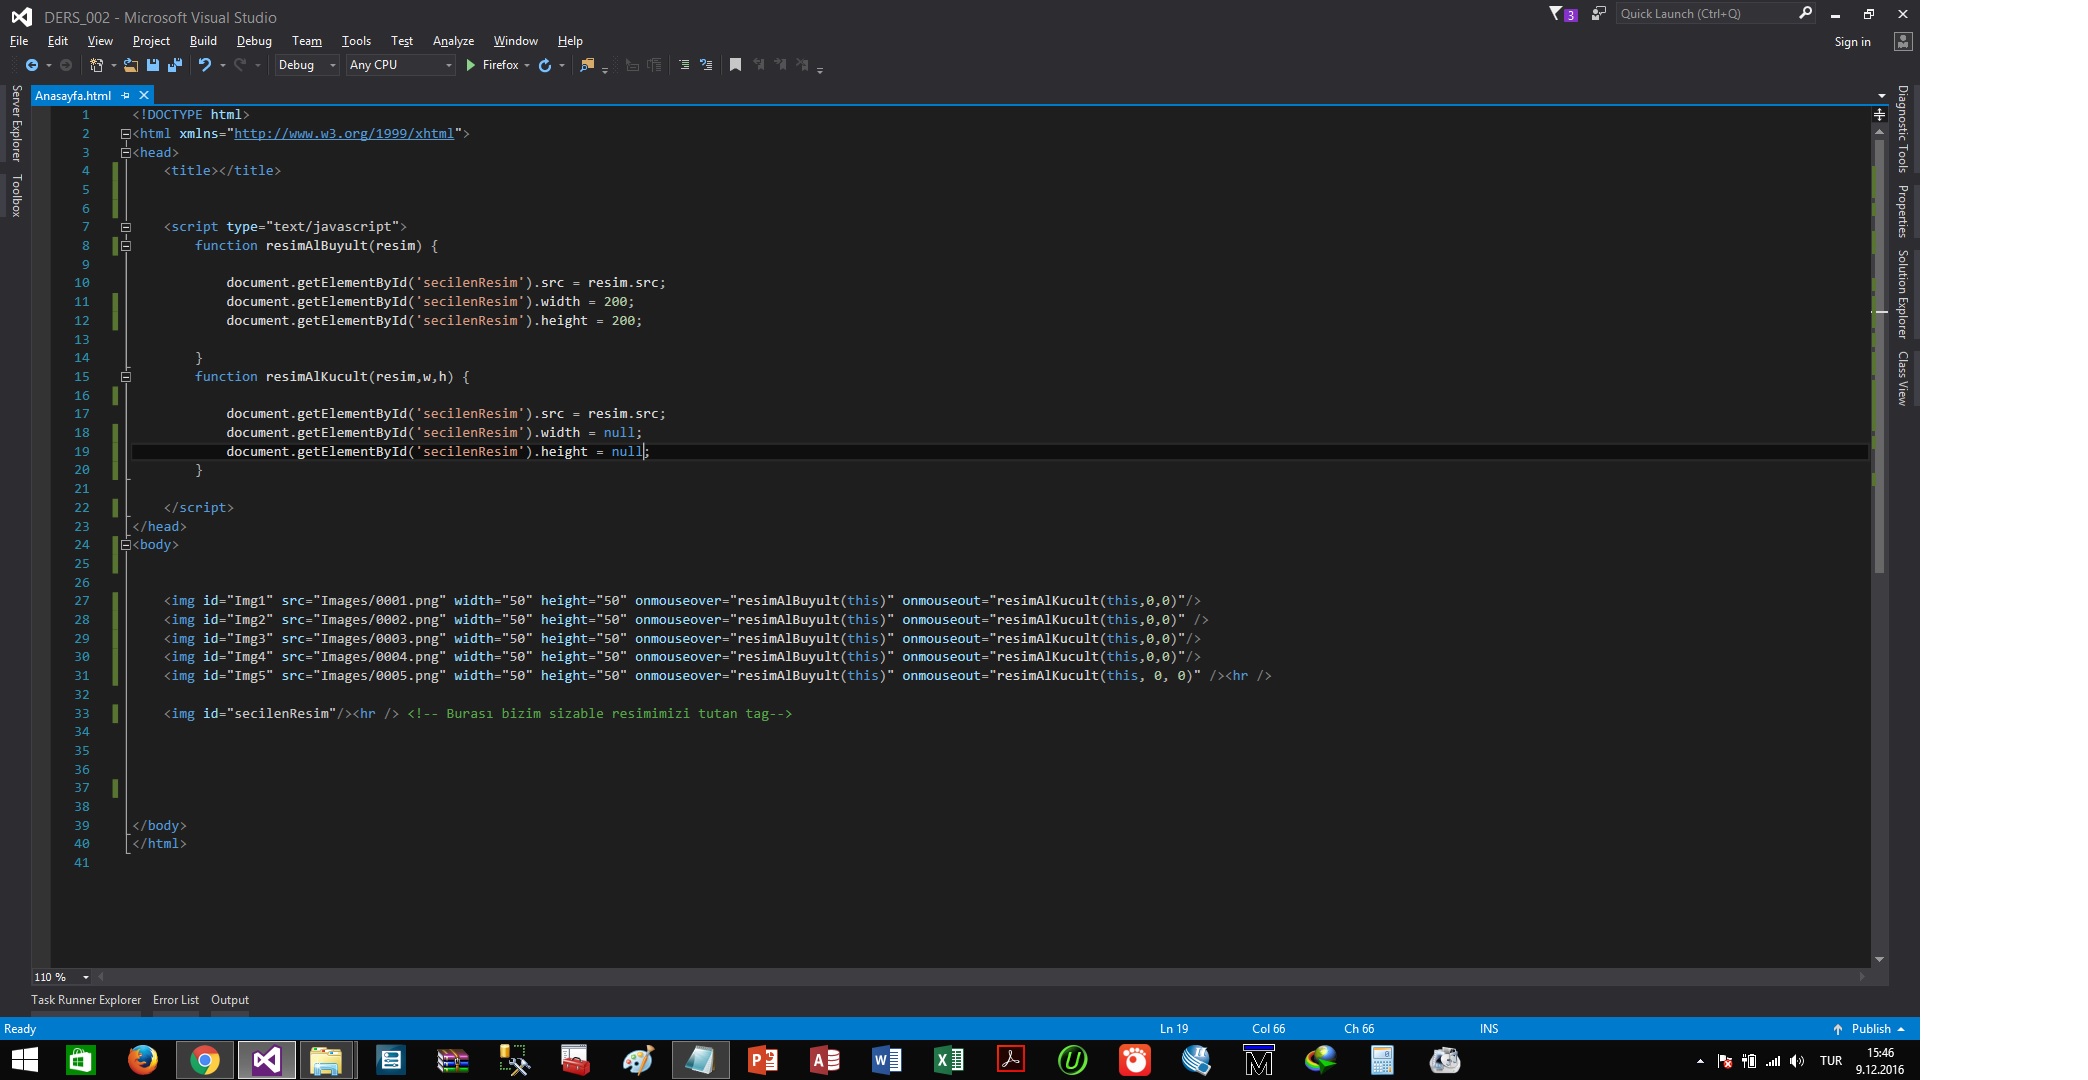 DERS_002 - Microsoft Visual Studio
3
Quick Launch (Ctrl+Q)
File Edit View Project Build Debug Team Tools Test Analyze Window Help
Sign in
Debug Any CPU Firefox
Anasayfa.html
Server Explorer
Toolbox
Diagnostic Tools
Properties
Solution Explorer
Class View
1 <!DOCTYPE html>
2 <html xmlns="http://www.w3.org/1999/xhtml">
3 <head>
4 <title></title>
5
6
7 <script type="text/javascript">
8 function resimAlBuyult(resim) {
9
10 document.getElementById('secilenResim').src = resim.src;
11 document.getElementById('secilenResim').width = 200;
12 document.getElementById('secilenResim').height = 200;
13
14 }
15 function resimAlKucult(resim,w,h) {
16
17 document.getElementById('secilenResim').src = resim.src;
18 document.getElementById('secilenResim').width = null;
19 document.getElementById('secilenResim').height = null;
20 }
21
22 </script>
23 </head>
24 <body>
25
26
27 <img id="Img1" src="Images/0001.png" width="50" height="50" onmouseover="resimAlBuyult(this)" onmouseout="resimAlKucult(this,0,0)"/>
28 <img id="Img2" src="Images/0002.png" width="50" height="50" onmouseover="resimAlBuyult(this)" onmouseout="resimAlKucult(this,0,0)" />
29 <img id="Img3" src="Images/0003.png" width="50" height="50" onmouseover="resimAlBuyult(this)" onmouseout="resimAlKucult(this,0,0)"/>
30 <img id="Img4" src="Images/0004.png" width="50" height="50" onmouseover="resimAlBuyult(this)" onmouseout="resimAlKucult(this,0,0)"/>
31 <img id="Img5" src="Images/0005.png" width="50" height="50" onmouseover="resimAlBuyult(this)" onmouseout="resimAlKucult(this, 0, 0)" /><hr />
32
33 <img id="secilenResim"/><hr /> <!-- Burası bizim sizable resimimizi tutan tag-->
34
35
36
37
38
39 </body>
40 </html>
41
110 %
Task Runner Explorer Error List Output
Ready Ln 19 Col 66 Ch 66 INS Publish
TUR 15:46
9.12.2016